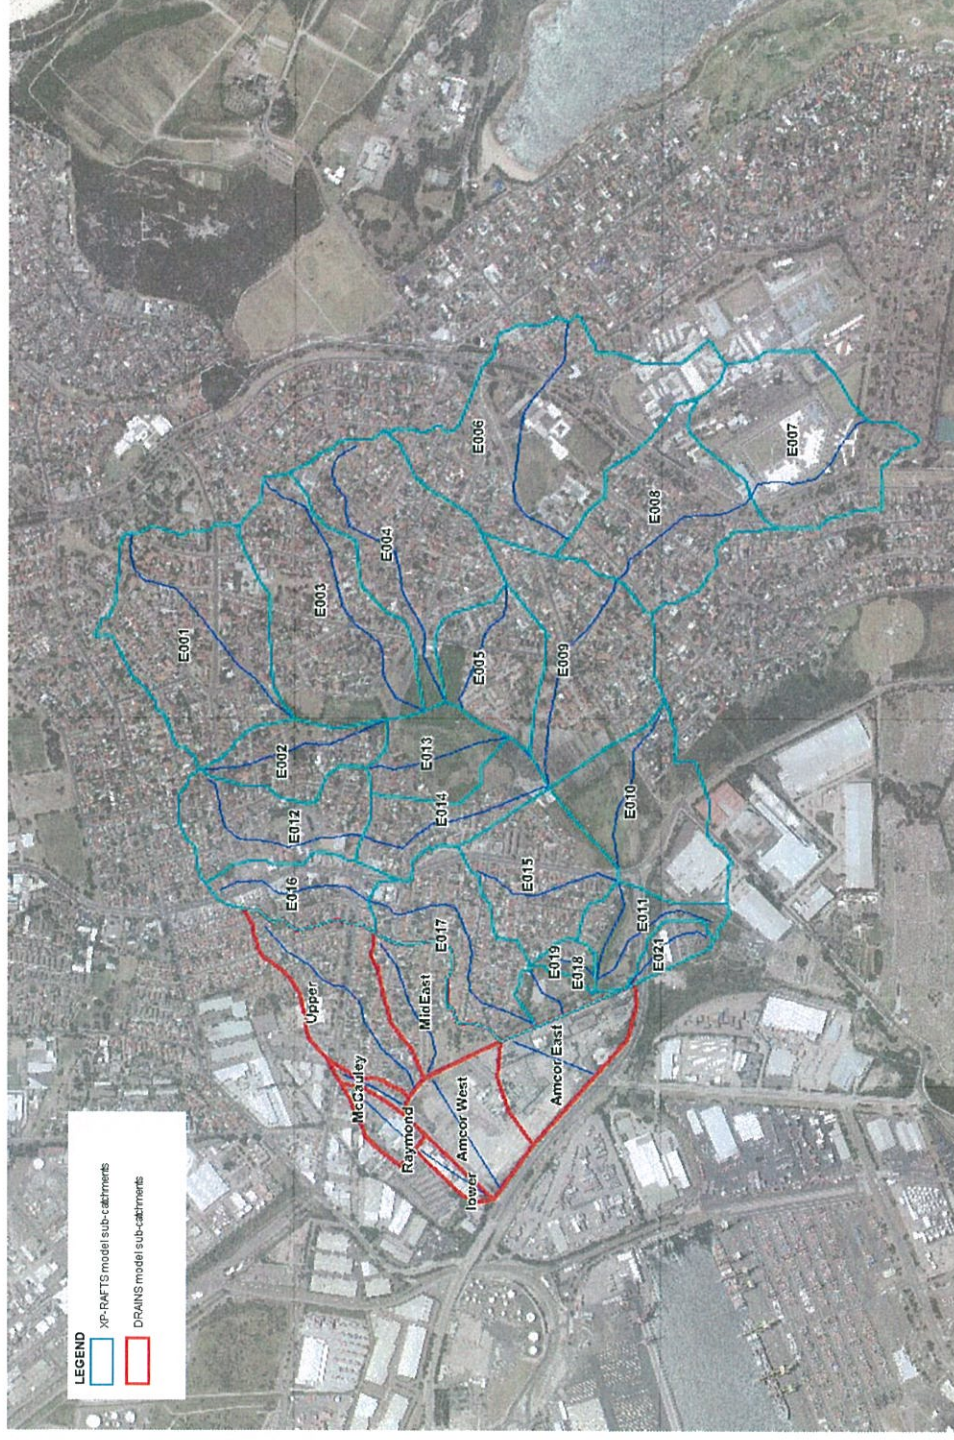 LEGEND
XP-RAFTS model sub-catchments
DRAINS model sub-catchments
E001
E002
E003
E004
E005
E006
E007
E008
E009
E010
E011
E012
E013
E014
E015
E016
E017
E018
E019
E021
Upper
MidEast
McCauley
Raymond
Amcor West
lower
Amcor East